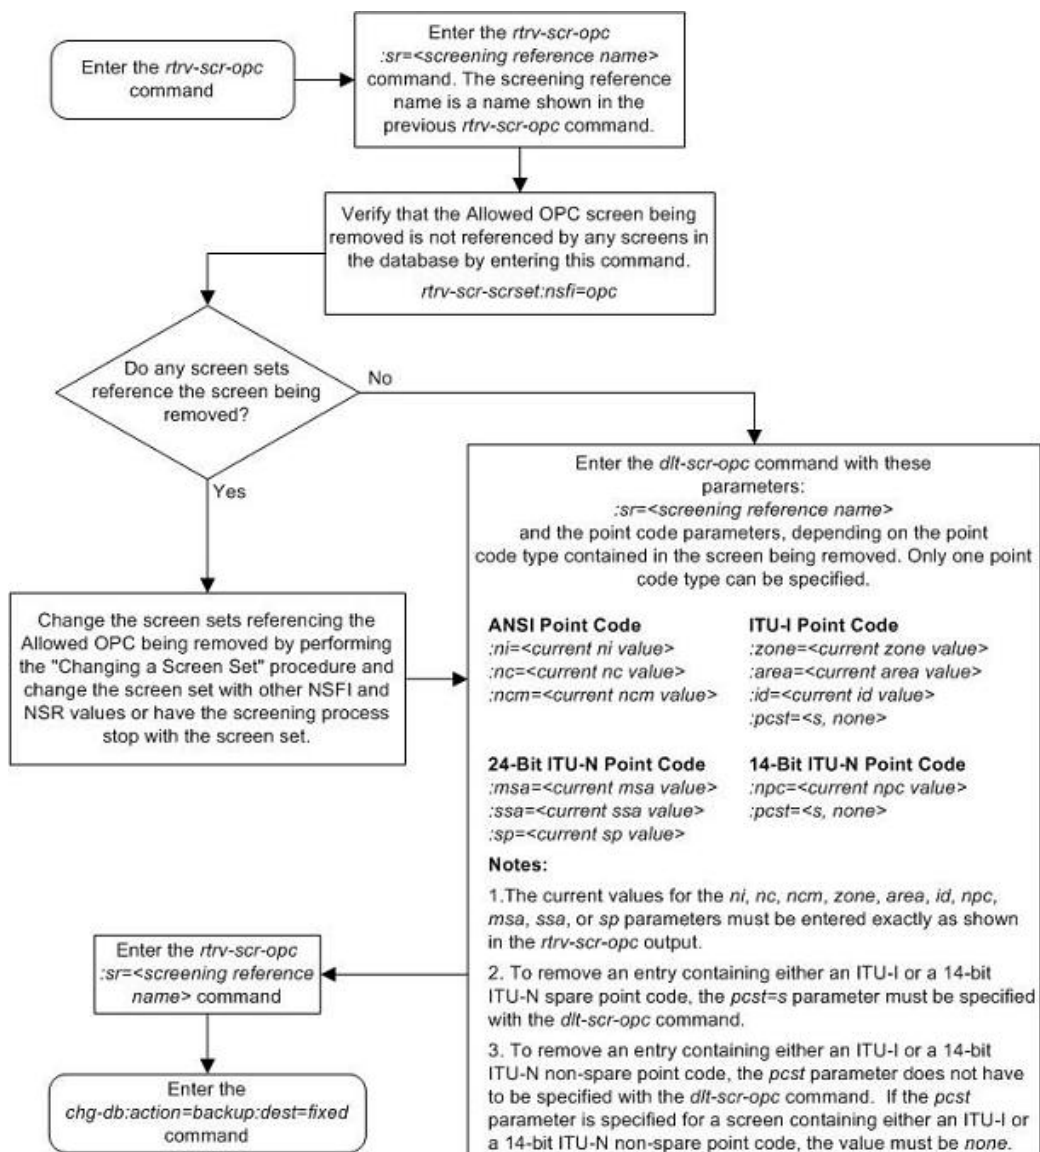 Enter the rtrv-scr-opc
command
Enter the rtrv-scr-opc
:sr=<screening reference name>
command. The screening reference
name is a name shown in the
previous rtrv-scr-opc command.
Verify that the Allowed OPC screen being
removed is not referenced by any screens in
the database by entering this command.
rtrv-scr-scrset:nsfi=opc
Do any screen sets
reference the screen being
removed?
No
Yes
Change the screen sets referencing the
Allowed OPC being removed by performing
the "Changing a Screen Set" procedure and
change the screen set with other NSFI and
NSR values or have the screening process
stop with the screen set.
Enter the dlt-scr-opc command with these
parameters:
:sr=<screening reference name>
and the point code parameters, depending on the point
code type contained in the screen being removed. Only one point
code type can be specified.
ANSI Point Code
:ni=<current ni value>
:nc=<current nc value>
:ncm=<current ncm value>
ITU-I Point Code
:zone=<current zone value>
:area=<current area value>
:id=<current id value>
:pcst=<s, none>
24-Bit ITU-N Point Code
:msa=<current msa value>
:ssa=<current ssa value>
:sp=<current sp value>
14-Bit ITU-N Point Code
:npc=<current npc value>
:pcst=<s, none>
Notes:
1.The current values for the ni, nc, ncm, zone, area, id, npc,
msa, ssa, or sp parameters must be entered exactly as shown
in the rtrv-scr-opc output.
2. To remove an entry containing either an ITU-I or a 14-bit
ITU-N spare point code, the pcst=s parameter must be specified
with the dlt-scr-opc command.
3. To remove an entry containing either an ITU-I or a 14-bit
ITU-N non-spare point code, the pcst parameter does not have
to be specified with the dlt-scr-opc command.  If the pcst
parameter is specified for a screen containing either an ITU-I or
a 14-bit ITU-N non-spare point code, the value must be none.
Enter the rtrv-scr-opc
:sr=<screening reference
name> command
Enter the
chg-db:action=backup:dest=fixed
command